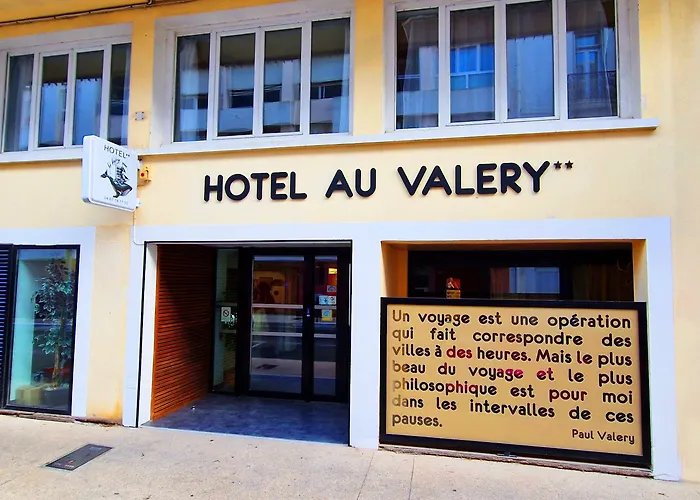 HOTEL**
HOTEL AU VALERY**
Un voyage est une opération
qui fait correspondre des
villes à des heures. Mais le plus
beau du voyage et le plus
philosophique est pour moi
dans les intervalles de ces
pauses.
Paul Valery